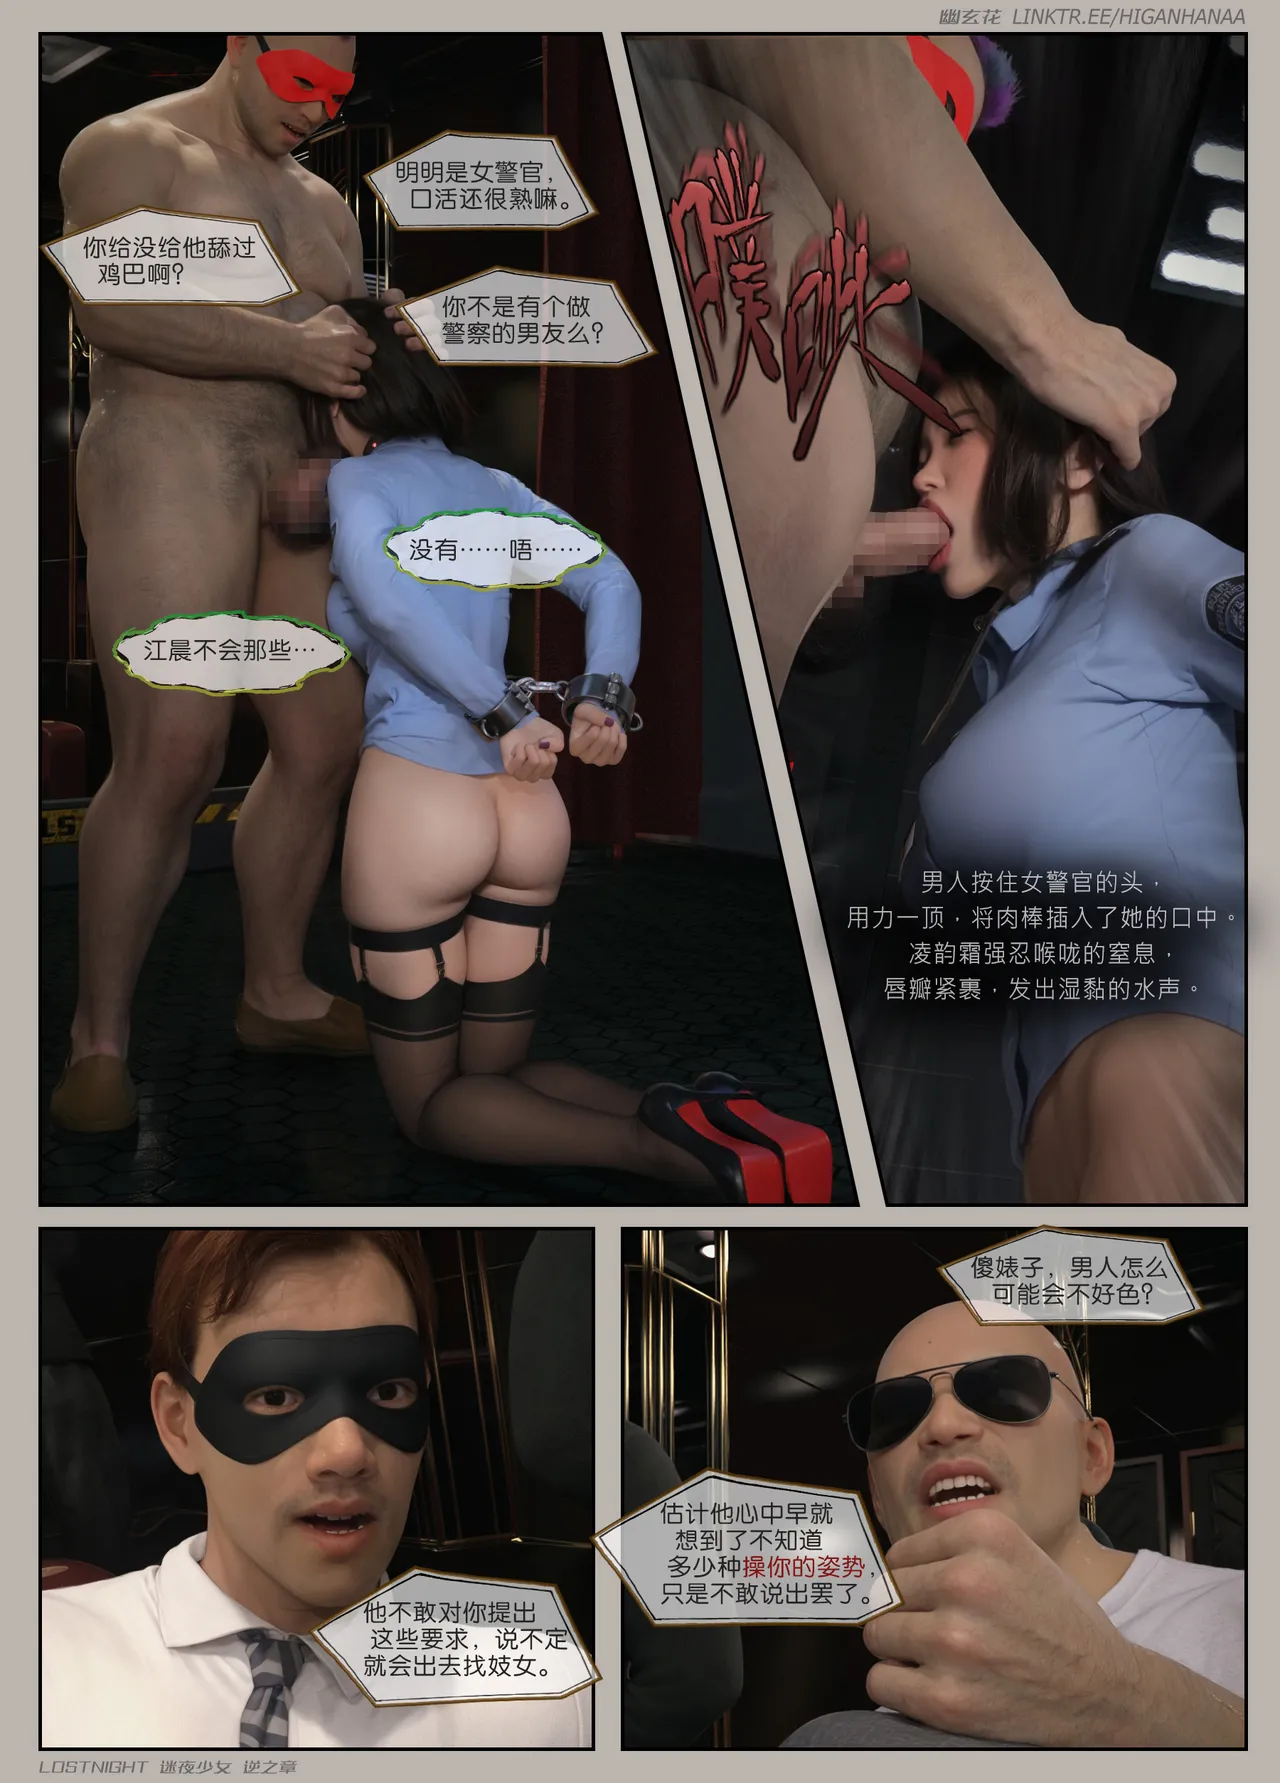 幽玄花 LINKTR.EE/HIGANHANAA
明明是女警官，
口活还很熟嘛。
你给没给他舔过
鸡巴啊？
你不是有个做
警察的男友么？
没有……唔……
江晨不会那些…
噗呲
男人按住女警官的头，
用力一顶，将肉棒插入了她的口中。
凌韵霜强忍喉咙的窒息，
唇瓣紧裹，发出湿黏的水声。
他不敢对你提出
这些要求，说不定
就会出去找妓女。
傻婊子，男人怎么
可能会不好色？
估计他心中早就
想到了不知道
多少种操你的姿势，
只是不敢说出罢了。
LOSTNIGHT 迷夜少女 逆之章